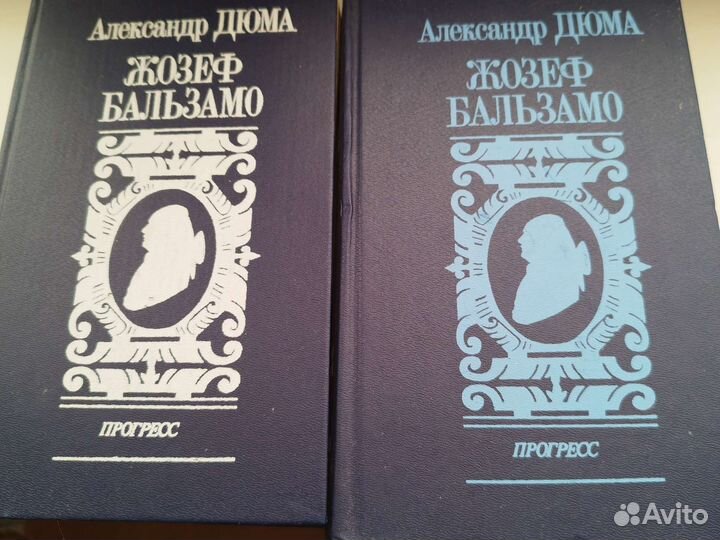 Александр ДЮМА
ЖОЗЕФ
БАЛЬЗАМО
ПРОГРЕСС
Александр ДЮМА
ЖОЗЕФ
БАЛЬЗАМО
ПРОГРЕСС
Avito